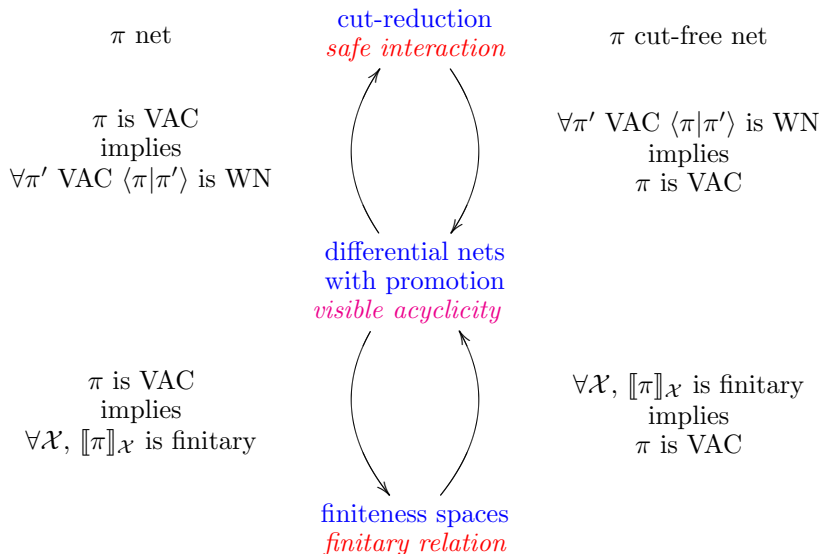 cut-reduction
π net
safe interaction
π cut-free net
π is VAC
implies
∀π′ VAC ⟨π|π′⟩ is WN
∀π′ VAC ⟨π|π′⟩ is WN
implies
π is VAC
differential nets
with promotion
visible acyclicity
π is VAC
implies
∀𝒳, ⟦π⟧𝒳 is finitary
∀𝒳, ⟦π⟧𝒳 is finitary
implies
π is VAC
finiteness spaces
finitary relation